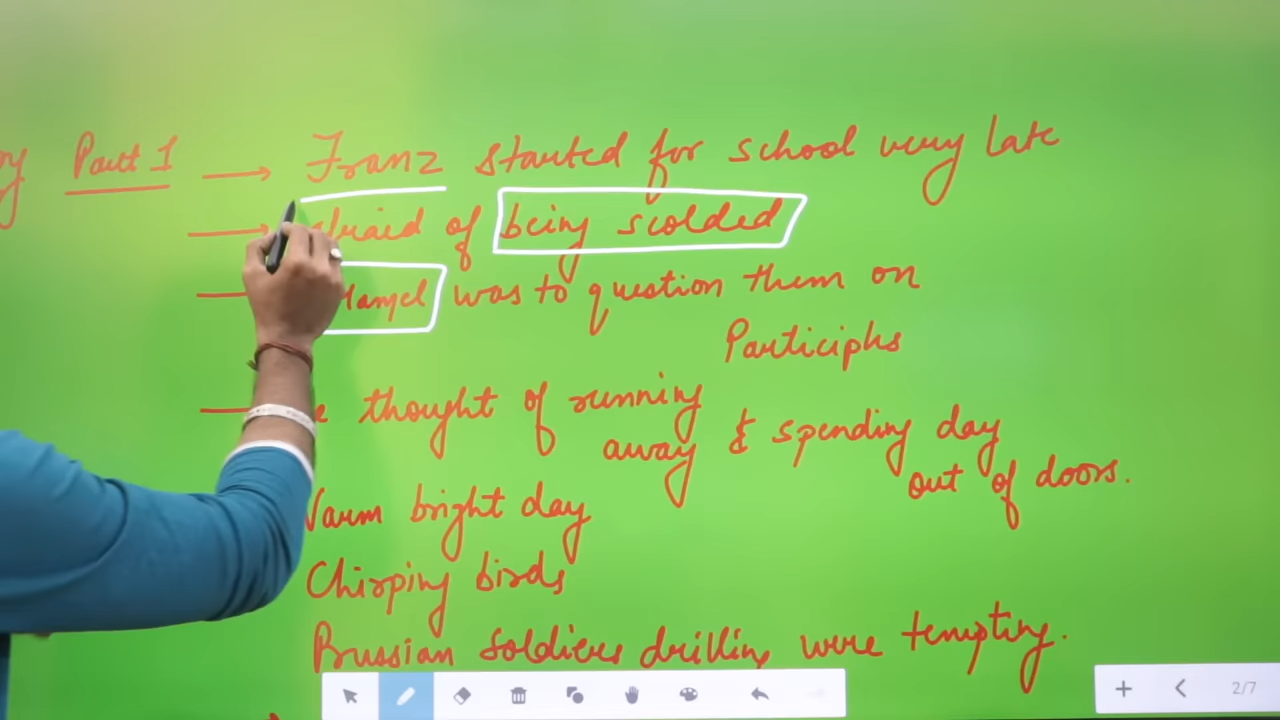 Part 1 → Franz started for school very late
→ afraid of being scolded
→ Hamel was to question them on
Participles
thought of running
away & spending day
out of doors.
Warm bright day
Chirping birds
Prussian soldiers drilling were tempting.
2/7